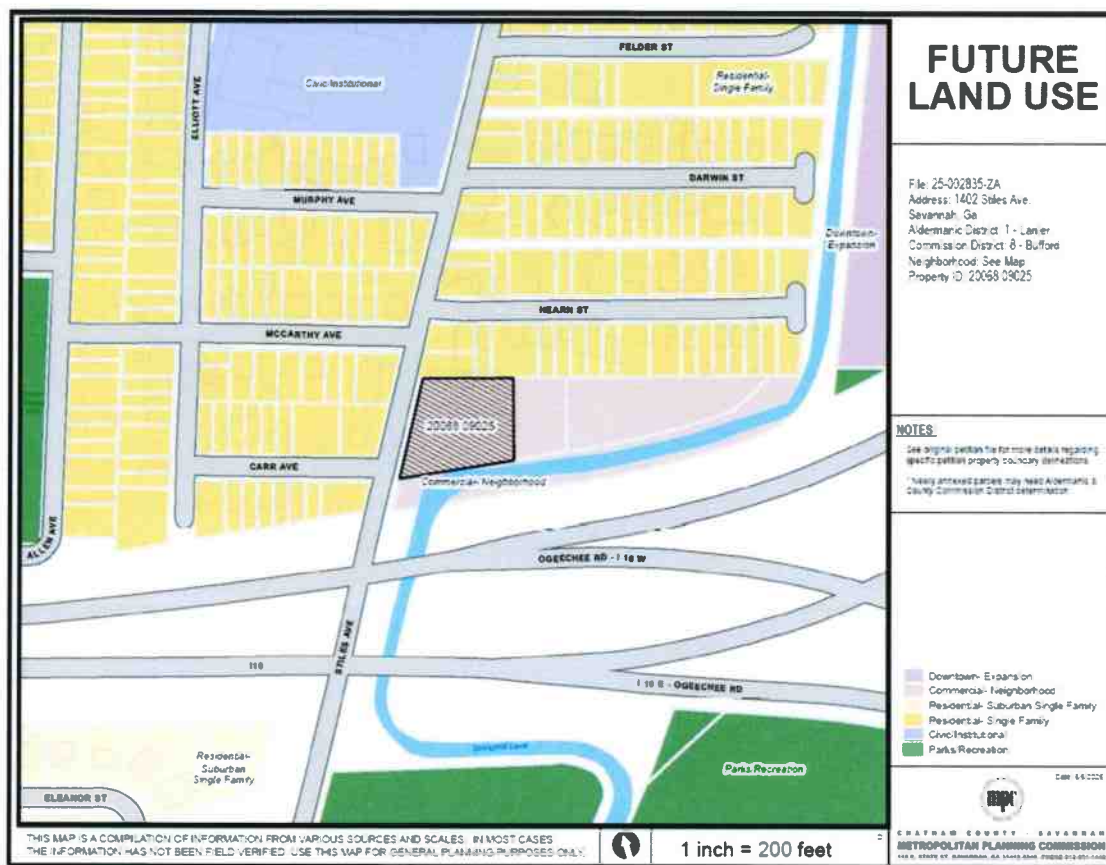 FUTURE
LAND USE
File: 25-002835-ZA
Address: 1402 Stiles Ave.
Savannah, Ga
Aldermanic District: 1 - Lanier
Commission District: 8 - Bufford
Neighborhood: See Map
Property ID: 20068 09025
NOTES
See original petition file for more details regarding
specific petition property boundary delineations.
* Newly annexed parcels may need Aldermanic &
County Commission District determination
Downtown- Expansion
Commercial- Neighborhood
Residential- Suburban Single Family
Residential- Single Family
Civic/Institutional
Parks/Recreation
mpc
CHATHAM COUNTY - SAVANNAH
METROPOLITAN PLANNING COMMISSION
FELDER ST
Civic/Institutional
Residential-
Single Family
ELLIOTT AVE
DARWIN ST
MURPHY AVE
Downtown-
Expansion
HEARN ST
MCCARTHY AVE
20068 09025
CARR AVE
Commercial- Neighborhood
ALLEN AVE
OGEECHEE RD - I 16 W
STILES AVE
I16
I 16 E - OGEECHEE RD
Residential-
Suburban
Single Family
Parks/Recreation
ELEANOR ST
THIS MAP IS A COMPILATION OF INFORMATION FROM VARIOUS SOURCES AND SCALES. IN MOST CASES
THE INFORMATION HAS NOT BEEN FIELD VERIFIED. USE THIS MAP FOR GENERAL PLANNING PURPOSES ONLY.
1 inch = 200 feet